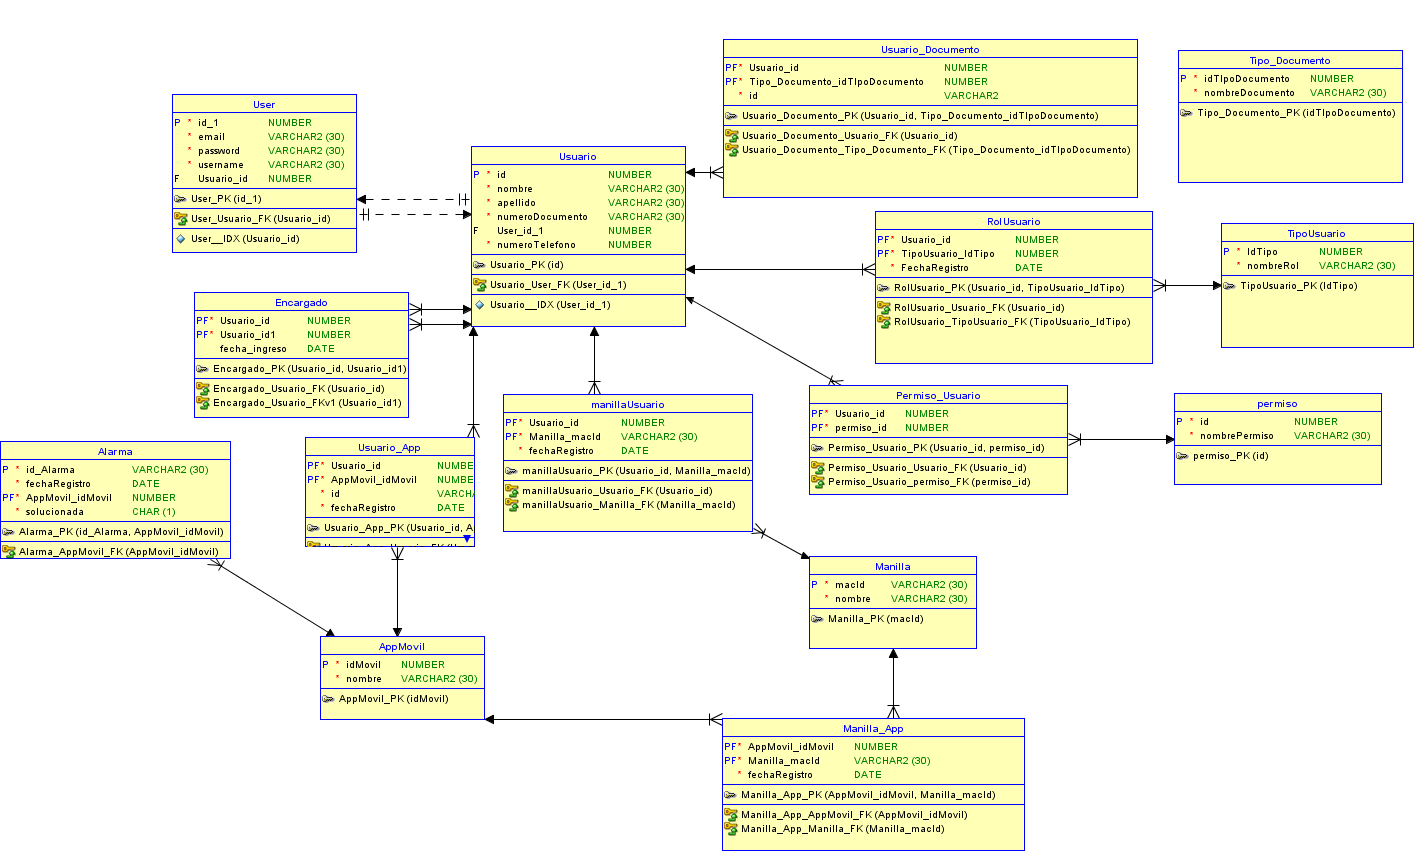 Usuario_Documento
PF* Usuario_id NUMBER
PF* Tipo_Documento_idTIpoDocumento NUMBER
* id VARCHAR2
Usuario_Documento_PK (Usuario_id, Tipo_Documento_idTIpoDocumento)
Usuario_Documento_Usuario_FK (Usuario_id)
Usuario_Documento_Tipo_Documento_FK (Tipo_Documento_idTIpoDocumento)
Tipo_Documento
P * idTIpoDocumento NUMBER
* nombreDocumento VARCHAR2 (30)
Tipo_Documento_PK (idTIpoDocumento)
User
P * id_1 NUMBER
* email VARCHAR2 (30)
* password VARCHAR2 (30)
* username VARCHAR2 (30)
F Usuario_id NUMBER
User_PK (id_1)
User_Usuario_FK (Usuario_id)
User__IDX (Usuario_id)
Usuario
P * id NUMBER
* nombre VARCHAR2 (30)
* apellido VARCHAR2 (30)
* numeroDocumento VARCHAR2 (30)
F User_id_1 NUMBER
* numeroTelefono NUMBER
Usuario_PK (id)
Usuario_User_FK (User_id_1)
Usuario__IDX (User_id_1)
RolUsuario
PF* Usuario_id NUMBER
PF* TipoUsuario_IdTipo NUMBER
* FechaRegistro DATE
RolUsuario_PK (Usuario_id, TipoUsuario_IdTipo)
RolUsuario_Usuario_FK (Usuario_id)
RolUsuario_TipoUsuario_FK (TipoUsuario_IdTipo)
TipoUsuario
P * IdTipo NUMBER
* nombreRol VARCHAR2 (30)
TipoUsuario_PK (IdTipo)
Encargado
PF* Usuario_id NUMBER
PF* Usuario_id1 NUMBER
fecha_ingreso DATE
Encargado_PK (Usuario_id, Usuario_id1)
Encargado_Usuario_FK (Usuario_id)
Encargado_Usuario_FKv1 (Usuario_id1)
manillaUsuario
PF* Usuario_id NUMBER
PF* Manilla_macId VARCHAR2 (30)
* fechaRegistro DATE
manillaUsuario_PK (Usuario_id, Manilla_macId)
manillaUsuario_Usuario_FK (Usuario_id)
manillaUsuario_Manilla_FK (Manilla_macId)
Permiso_Usuario
PF* Usuario_id NUMBER
PF* permiso_id NUMBER
Permiso_Usuario_PK (Usuario_id, permiso_id)
Permiso_Usuario_Usuario_FK (Usuario_id)
Permiso_Usuario_permiso_FK (permiso_id)
permiso
P * id NUMBER
* nombrePermiso VARCHAR2 (30)
permiso_PK (id)
Alarma
P * id_Alarma VARCHAR2 (30)
* fechaRegistro DATE
PF* AppMovil_idMovil NUMBER
* solucionada CHAR (1)
Alarma_PK (id_Alarma, AppMovil_idMovil)
Alarma_AppMovil_FK (AppMovil_idMovil)
Usuario_App
PF* Usuario_id NUMBE
PF* AppMovil_idMovil NUMBE
* id VARCHA
* fechaRegistro DATE
Usuario_App_PK (Usuario_id, A
Manilla
P * macId VARCHAR2 (30)
* nombre VARCHAR2 (30)
Manilla_PK (macId)
AppMovil
P * idMovil NUMBER
* nombre VARCHAR2 (30)
AppMovil_PK (idMovil)
Manilla_App
PF* AppMovil_idMovil NUMBER
PF* Manilla_macId VARCHAR2 (30)
* fechaRegistro DATE
Manilla_App_PK (AppMovil_idMovil, Manilla_macId)
Manilla_App_AppMovil_FK (AppMovil_idMovil)
Manilla_App_Manilla_FK (Manilla_macId)